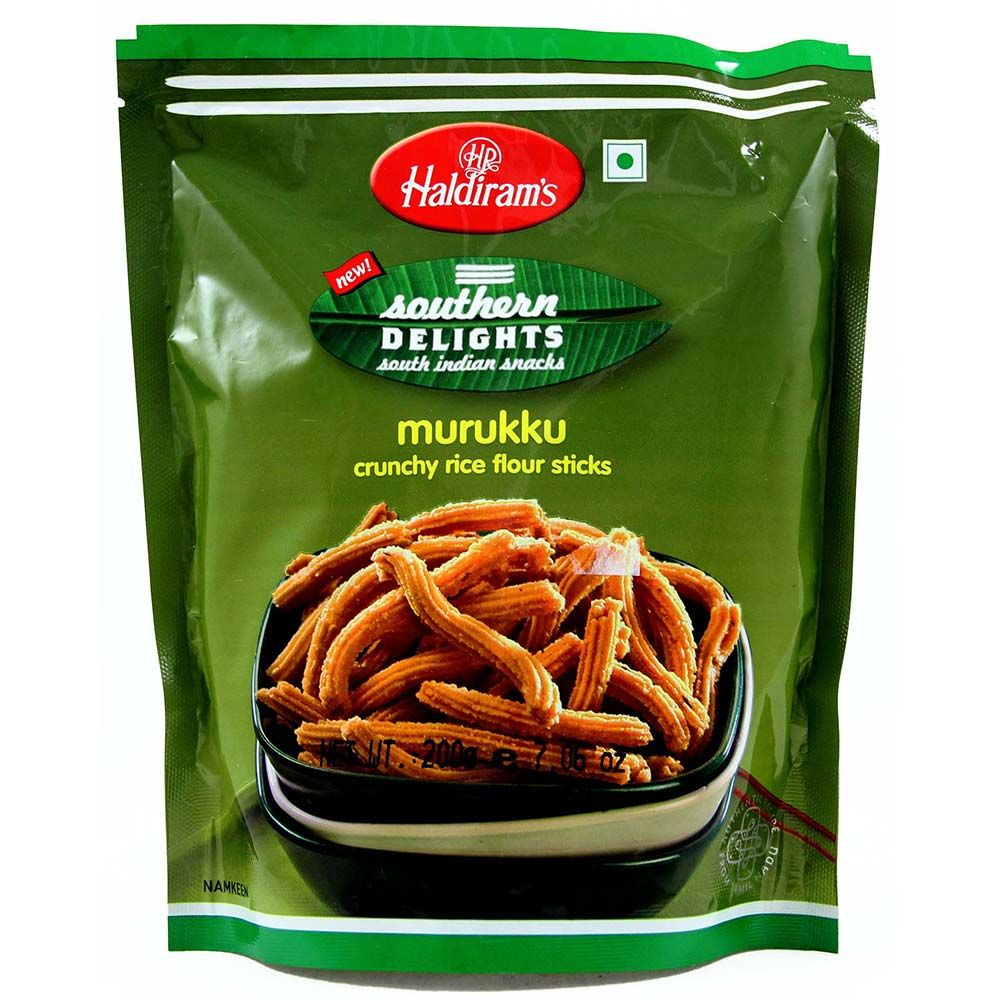 HR
Haldiram's
new!
southern
DELIGHTS
south indian snacks
murukku
crunchy rice flour sticks
NET WT.: 200g e 7.06 oz
NAMKEEN